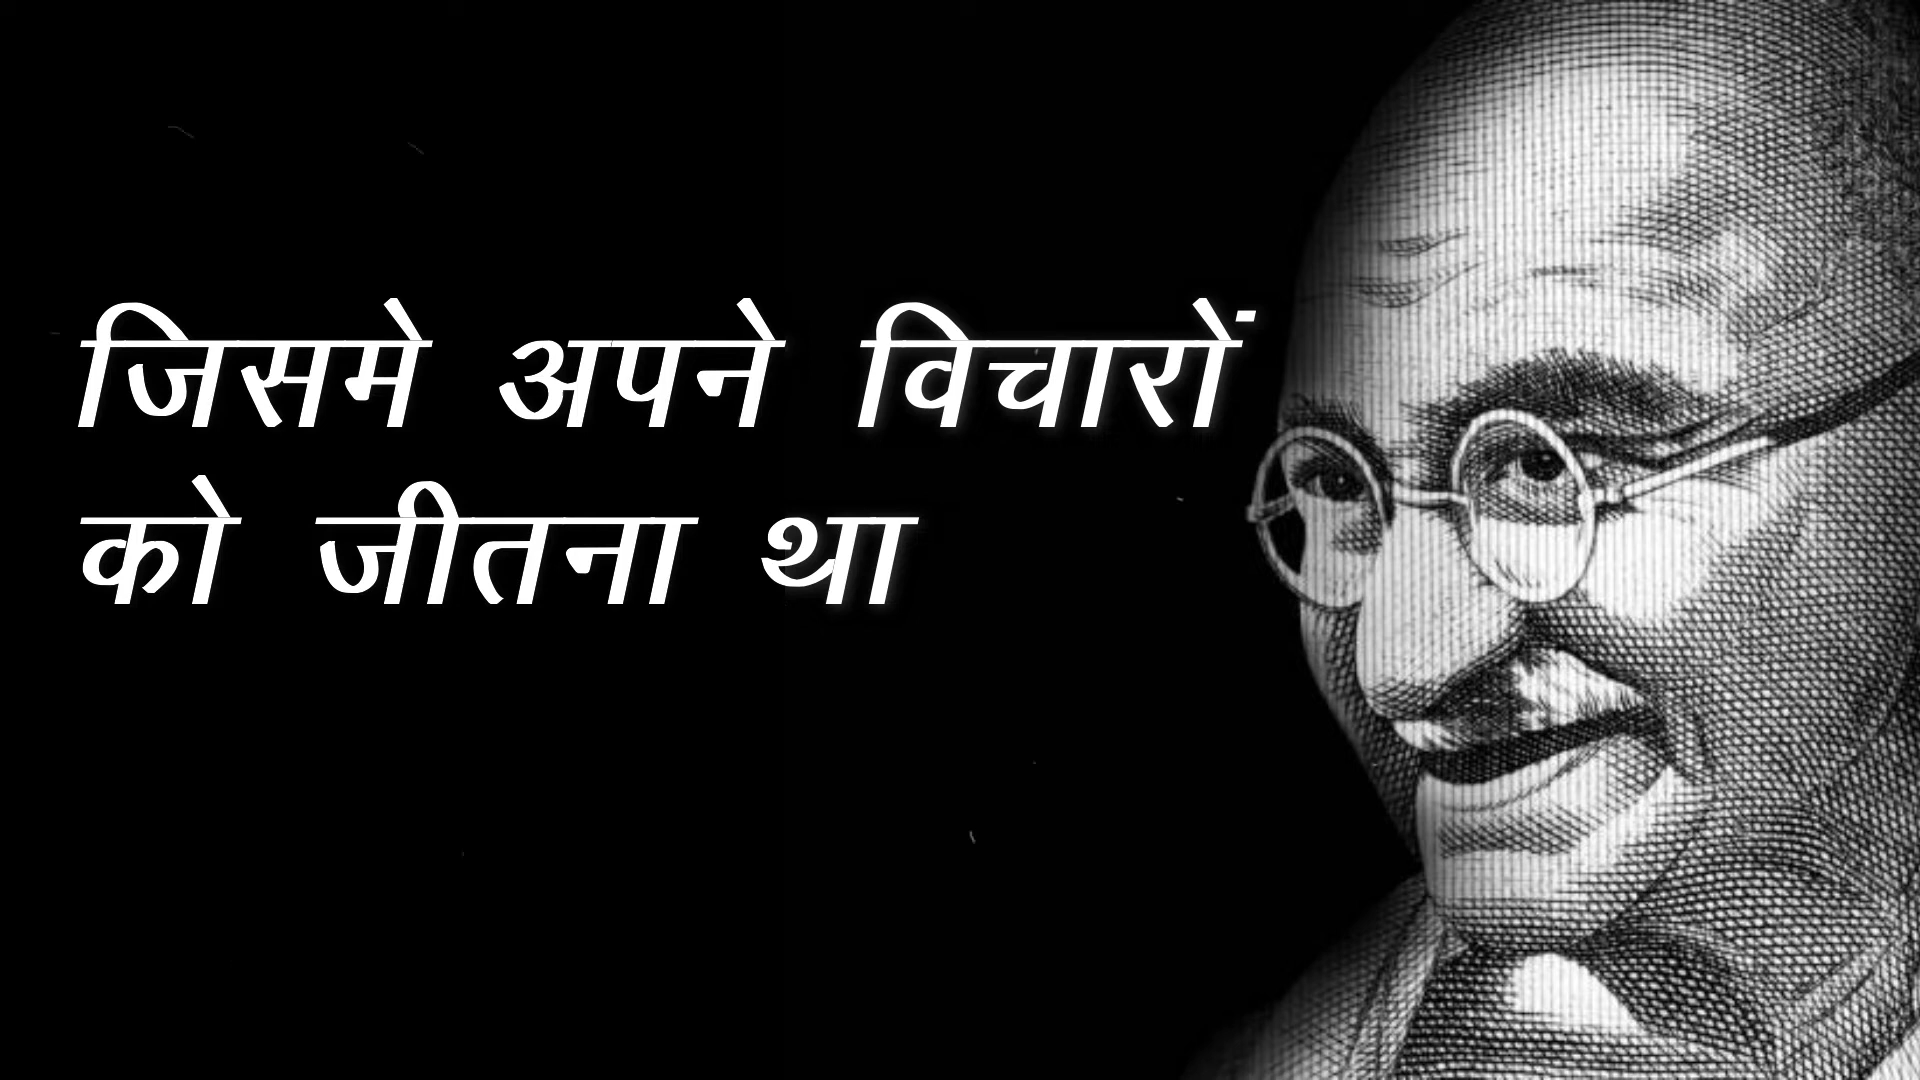 जिसमे अपने विचारों
को जीतना था